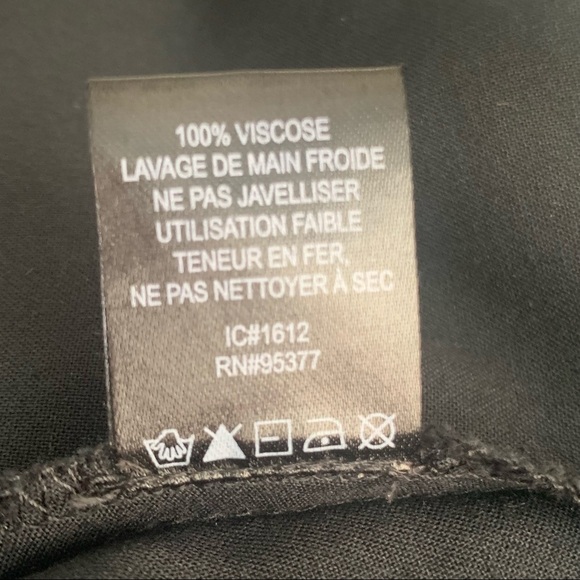 100% VISCOSE
LAVAGE DE MAIN FROIDE
NE PAS JAVELLISER
UTILISATION FAIBLE
TENEUR EN FER,
NE PAS NETTOYER À SEC
IC#1612
RN#95377